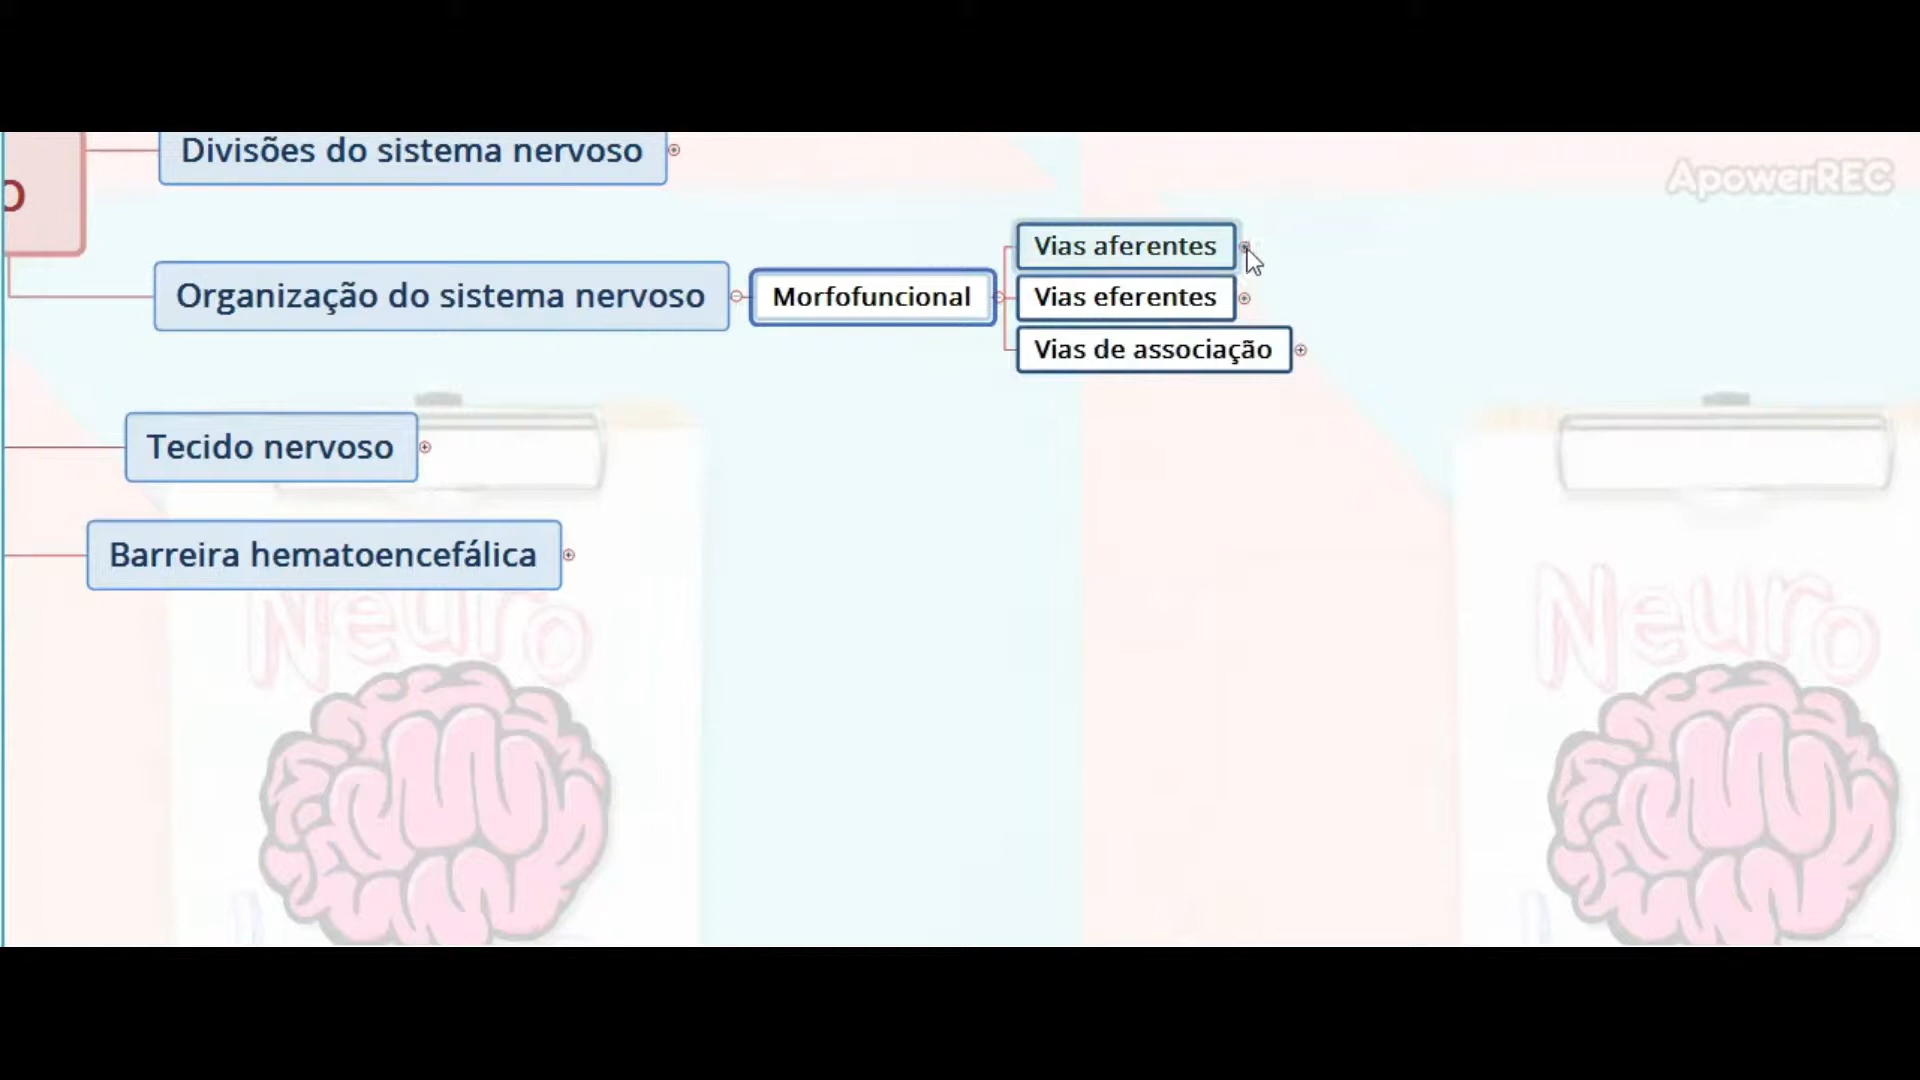 Divisões do sistema nervoso
ApowerREC
o
Vias aferentes
Organização do sistema nervoso
Morfofuncional
Vias eferentes
Vias de associação
Tecido nervoso
Barreira hematoencefálica
Neuro
Neuro